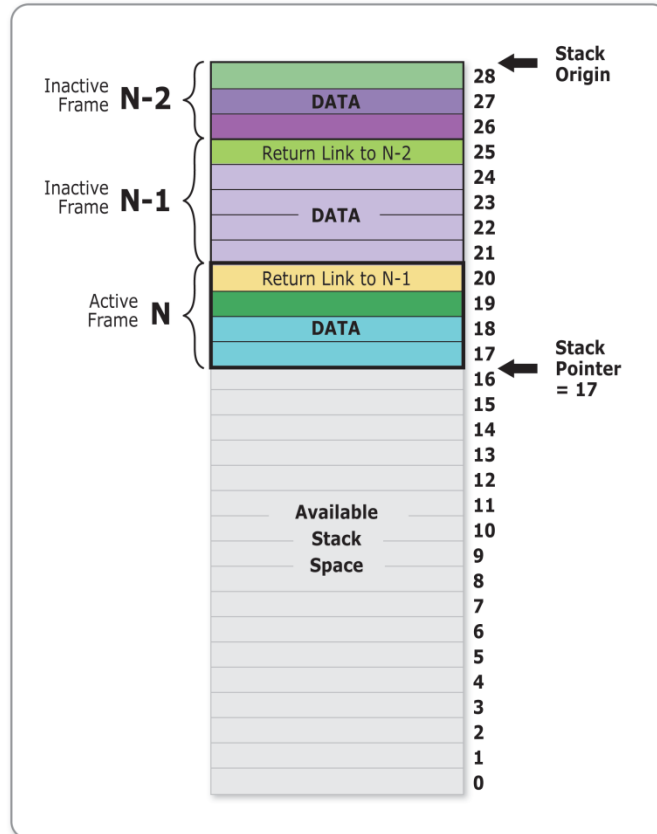 Stack
Origin
28
Inactive
Frame N-2
DATA
27
26
Return Link to N-2
25
24
Inactive
Frame N-1
23
DATA
22
21
Return Link to N-1
20
19
Active
Frame N
DATA
18
17
Stack
Pointer
= 17
16
15
14
13
12
11
Available
10
Stack
9
Space
8
7
6
5
4
3
2
1
0